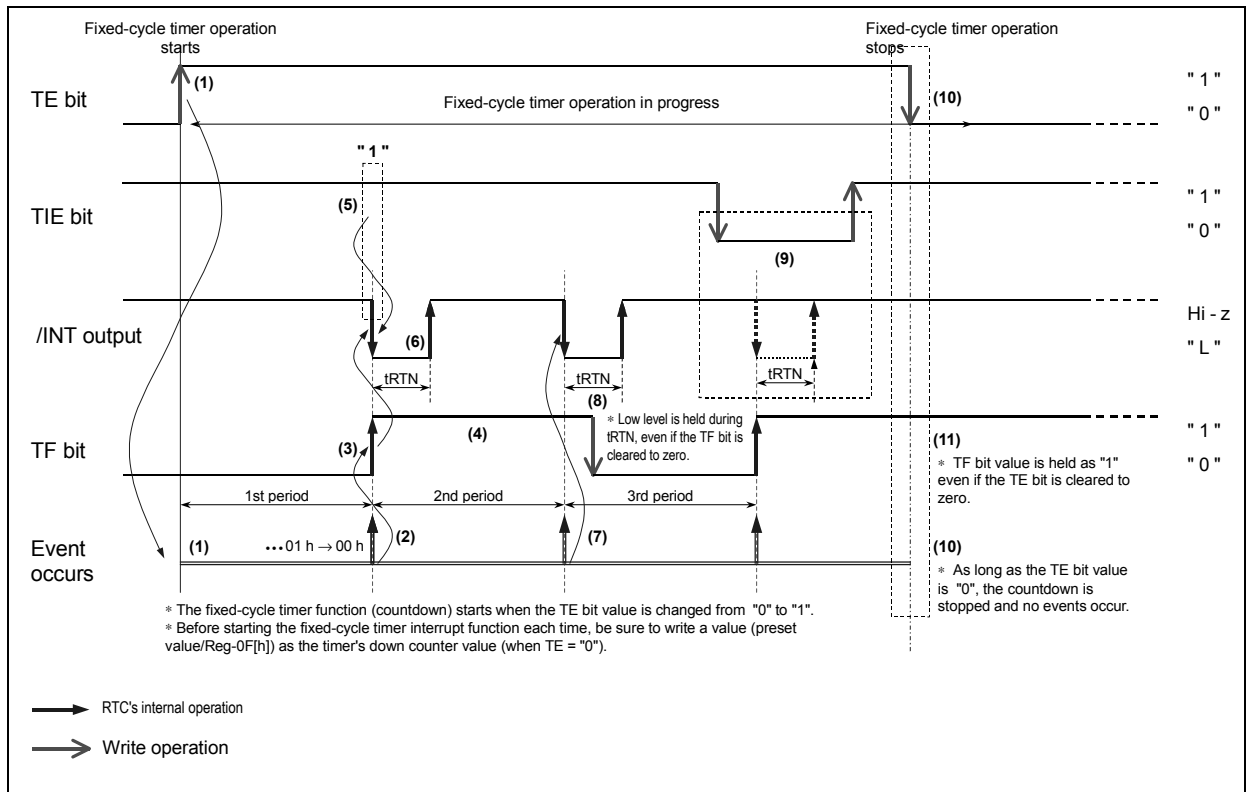 Fixed-cycle timer operation
starts
Fixed-cycle timer operation
stops
TE bit
(1)
Fixed-cycle timer operation in progress
(10)
" 1 "
" 0 "
" 1 "
TIE bit
(5)
(9)
" 1 "
" 0 "
/INT output
(6)
tRTN
tRTN
tRTN
Hi - z
" L "
(8)
* Low level is held during
tRTN, even if the TF bit is
cleared to zero.
TF bit
(3)
(4)
" 1 "
" 0 "
(11)
* TF bit value is held as "1"
even if the TE bit is cleared to
zero.
1st period
2nd period
3rd period
Event
occurs
(1)
•••01 h → 00 h
(2)
(7)
(10)
* As long as the TE bit value
is "0", the countdown is
stopped and no events occur.
* The fixed-cycle timer function (countdown) starts when the TE bit value is changed from "0" to "1".
* Before starting the fixed-cycle timer interrupt function each time, be sure to write a value (preset
value/Reg-0F[h]) as the timer's down counter value (when TE = "0").
RTC's internal operation
Write operation